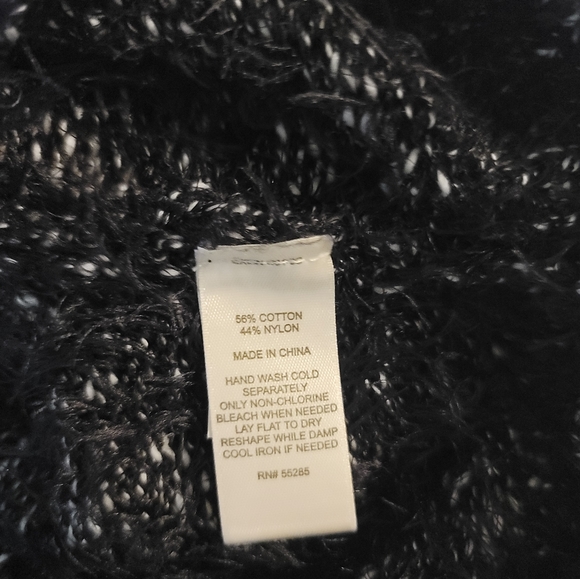 56% COTTON
44% NYLON
MADE IN CHINA
HAND WASH COLD
SEPARATELY
ONLY NON-CHLORINE
BLEACH WHEN NEEDED
LAY FLAT TO DRY
RESHAPE WHILE DAMP
COOL IRON IF NEEDED
RN# 55285